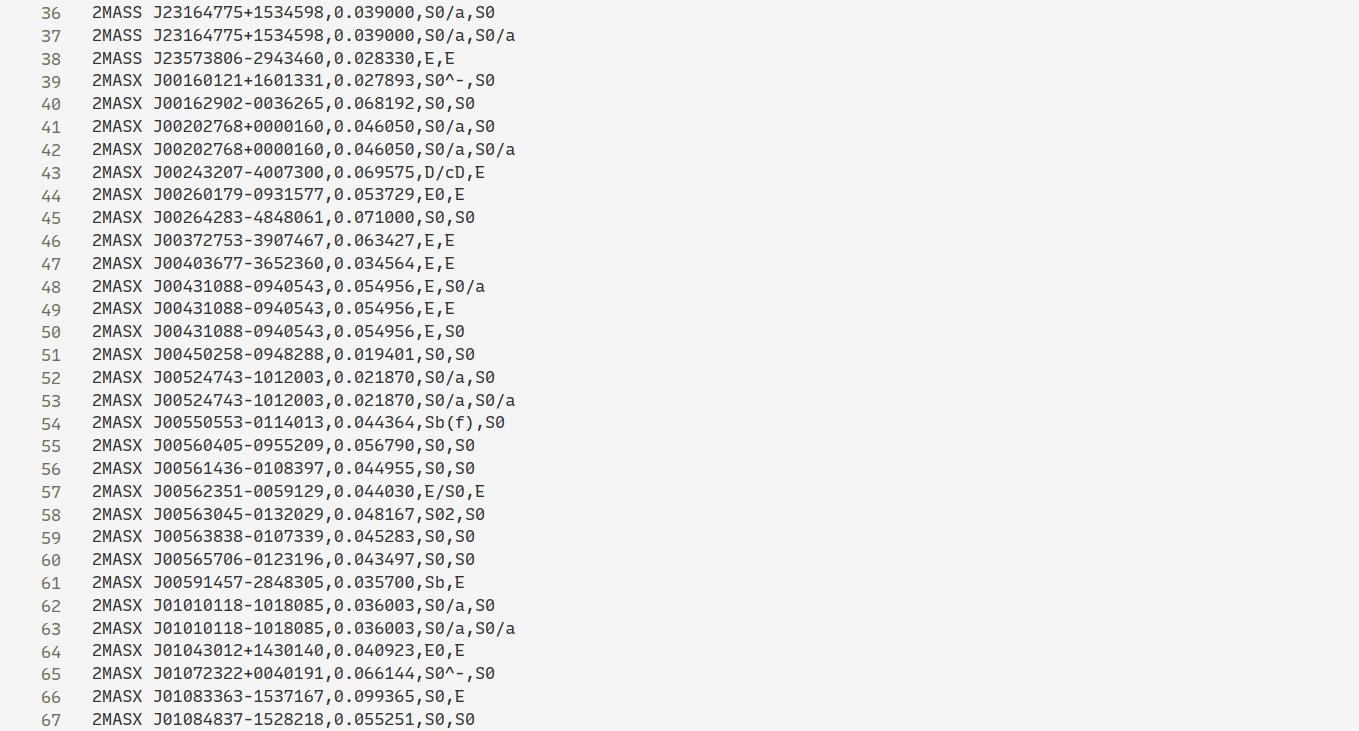 36 2MASS J23164775+1534598,0.039000,S0/a,S0
37 2MASS J23164775+1534598,0.039000,S0/a,S0/a
38 2MASS J23573806-2943460,0.028330,E,E
39 2MASX J00160121+1601331,0.027893,S0^-,S0
40 2MASX J00162902-0036265,0.068192,S0,S0
41 2MASX J00202768+0000160,0.046050,S0/a,S0
42 2MASX J00202768+0000160,0.046050,S0/a,S0/a
43 2MASX J00243207-4007300,0.069575,D/cD,E
44 2MASX J00260179-0931577,0.053729,E0,E
45 2MASX J00264283-4848061,0.071000,S0,S0
46 2MASX J00372753-3907467,0.063427,E,E
47 2MASX J00403677-3652360,0.034564,E,E
48 2MASX J00431088-0940543,0.054956,E,S0/a
49 2MASX J00431088-0940543,0.054956,E,E
50 2MASX J00431088-0940543,0.054956,E,S0
51 2MASX J00450258-0948288,0.019401,S0,S0
52 2MASX J00524743-1012003,0.021870,S0/a,S0
53 2MASX J00524743-1012003,0.021870,S0/a,S0/a
54 2MASX J00550553-0114013,0.044364,Sb(f),S0
55 2MASX J00560405-0955209,0.056790,S0,S0
56 2MASX J00561436-0108397,0.044955,S0,S0
57 2MASX J00562351-0059129,0.044030,E/S0,E
58 2MASX J00563045-0132029,0.048167,S02,S0
59 2MASX J00563838-0107339,0.045283,S0,S0
60 2MASX J00565706-0123196,0.043497,S0,S0
61 2MASX J00591457-2848305,0.035700,Sb,E
62 2MASX J01010118-1018085,0.036003,S0/a,S0
63 2MASX J01010118-1018085,0.036003,S0/a,S0/a
64 2MASX J01043012+1430140,0.040923,E0,E
65 2MASX J01072322+0040191,0.066144,S0^-,S0
66 2MASX J01083363-1537167,0.099365,S0,E
67 2MASX J01084837-1528218,0.055251,S0,S0